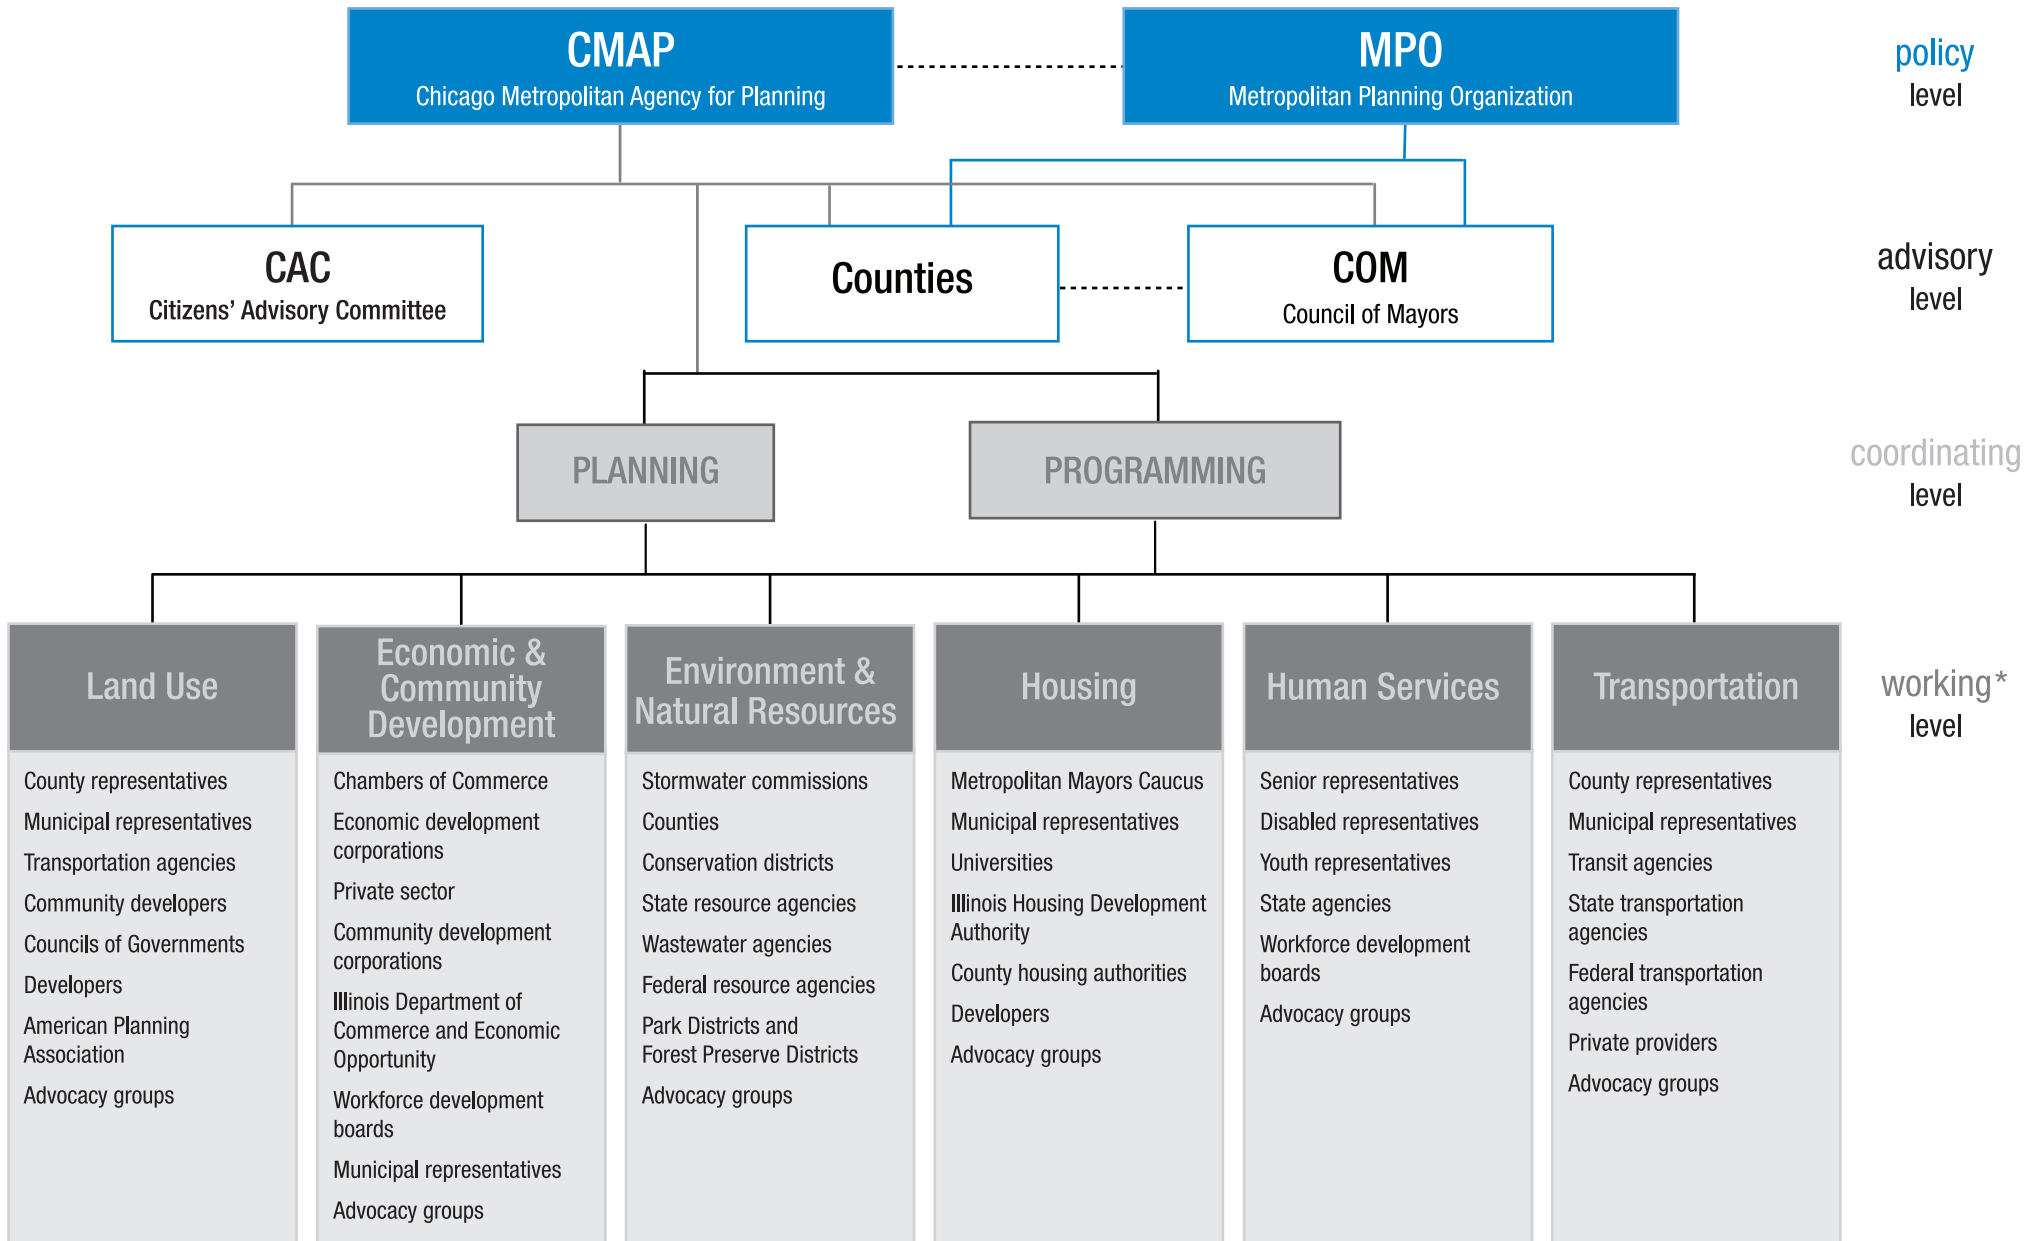 CMAP
Chicago Metropolitan Agency for Planning
MPO
Metropolitan Planning Organization
policy
level
CAC
Citizens’ Advisory Committee
Counties
COM
Council of Mayors
advisory
level
PLANNING
PROGRAMMING
coordinating
level
Land Use
County representatives
Municipal representatives
Transportation agencies
Community developers
Councils of Governments
Developers
American Planning
Association
Advocacy groups
Economic &
Community
Development
Chambers of Commerce
Economic development
corporations
Private sector
Community development
corporations
Illinois Department of
Commerce and Economic
Opportunity
Workforce development
boards
Municipal representatives
Advocacy groups
Environment &
Natural Resources
Stormwater commissions
Counties
Conservation districts
State resource agencies
Wastewater agencies
Federal resource agencies
Park Districts and
Forest Preserve Districts
Advocacy groups
Housing
Metropolitan Mayors Caucus
Municipal representatives
Universities
Illinois Housing Development
Authority
County housing authorities
Developers
Advocacy groups
Human Services
Senior representatives
Disabled representatives
Youth representatives
State agencies
Workforce development
boards
Advocacy groups
Transportation
County representatives
Municipal representatives
Transit agencies
State transportation
agencies
Federal transportation
agencies
Private providers
Advocacy groups
working*
level